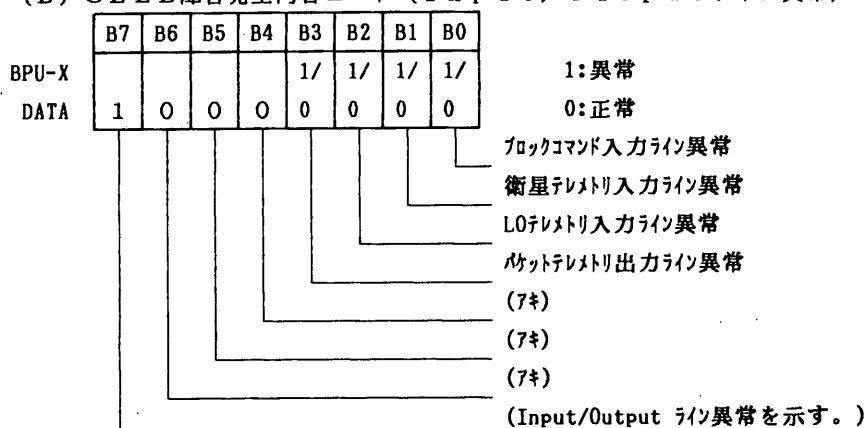 B7 B6 B5 B4 B3 B2 B1 B0
BPU-X 1/ 1/ 1/ 1/ 1:異常
DATA 1 0 0 0 0 0 0 0 0:正常
ブロックコマンド入力ライン異常
衛星テレメトリ入力ライン異常
LOテレメトリ入力ライン異常
パケットテレメトリ出力ライン異常
(アキ)
(アキ)
(アキ)
(Input/Output ライン異常を示す。)